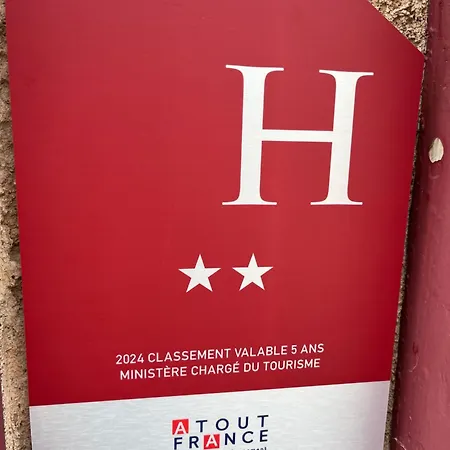 H
2024 CLASSEMENT VALABLE 5 ANS
MINISTÈRE CHARGÉ DU TOURISME
ATOUT
FRANCE